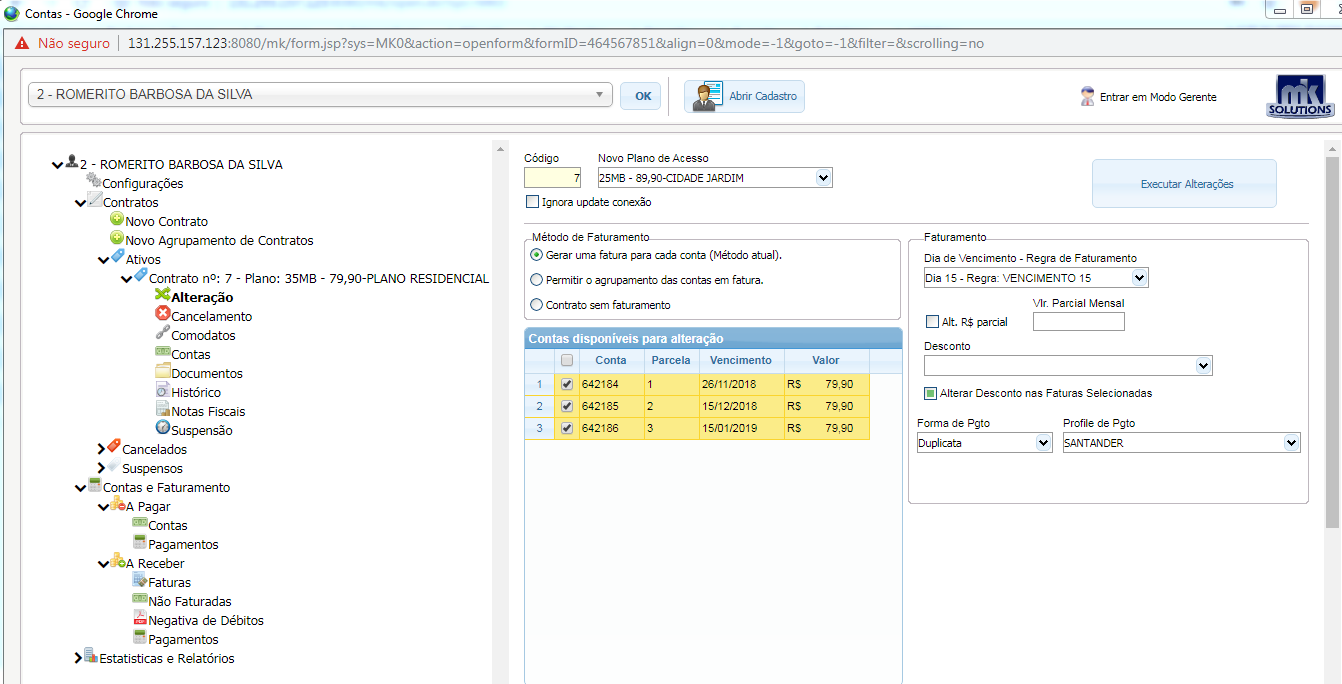 Contas - Google Chrome
Não seguro | 131.255.157.123:8080/mk/form.jsp?sys=MK0&action=openform&formID=464567851&align=0&mode=-1&goto=-1&filter=&scrolling=no
2 - ROMERITO BARBOSA DA SILVA
OK
Abrir Cadastro
Entrar em Modo Gerente
mk
SOLUTIONS
2 - ROMERITO BARBOSA DA SILVA
Configurações
Contratos
Novo Contrato
Novo Agrupamento de Contratos
Ativos
Contrato nº: 7 - Plano: 35MB - 79,90-PLANO RESIDENCIAL
Alteração
Cancelamento
Comodatos
Contas
Documentos
Histórico
Notas Fiscais
Suspensão
Cancelados
Suspensos
Contas e Faturamento
A Pagar
Contas
Pagamentos
A Receber
Faturas
Não Faturadas
Negativa de Débitos
Pagamentos
Estatisticas e Relatórios
Código
Novo Plano de Acesso
7
25MB - 89,90-CIDADE JARDIM
Executar Alterações
Ignora update conexão
Método de Faturamento
Gerar uma fatura para cada conta (Método atual).
Permitir o agrupamento das contas em fatura.
Contrato sem faturamento
Contas disponíveis para alteração
Conta Parcela Vencimento Valor
1 642184 1 26/11/2018 R$ 79,90
2 642185 2 15/12/2018 R$ 79,90
3 642186 3 15/01/2019 R$ 79,90
Faturamento
Dia de Vencimento - Regra de Faturamento
Dia 15 - Regra: VENCIMENTO 15
Vlr. Parcial Mensal
Alt. R$ parcial
Desconto
Alterar Desconto nas Faturas Selecionadas
Forma de Pgto
Profile de Pgto
Duplicata
SANTANDER